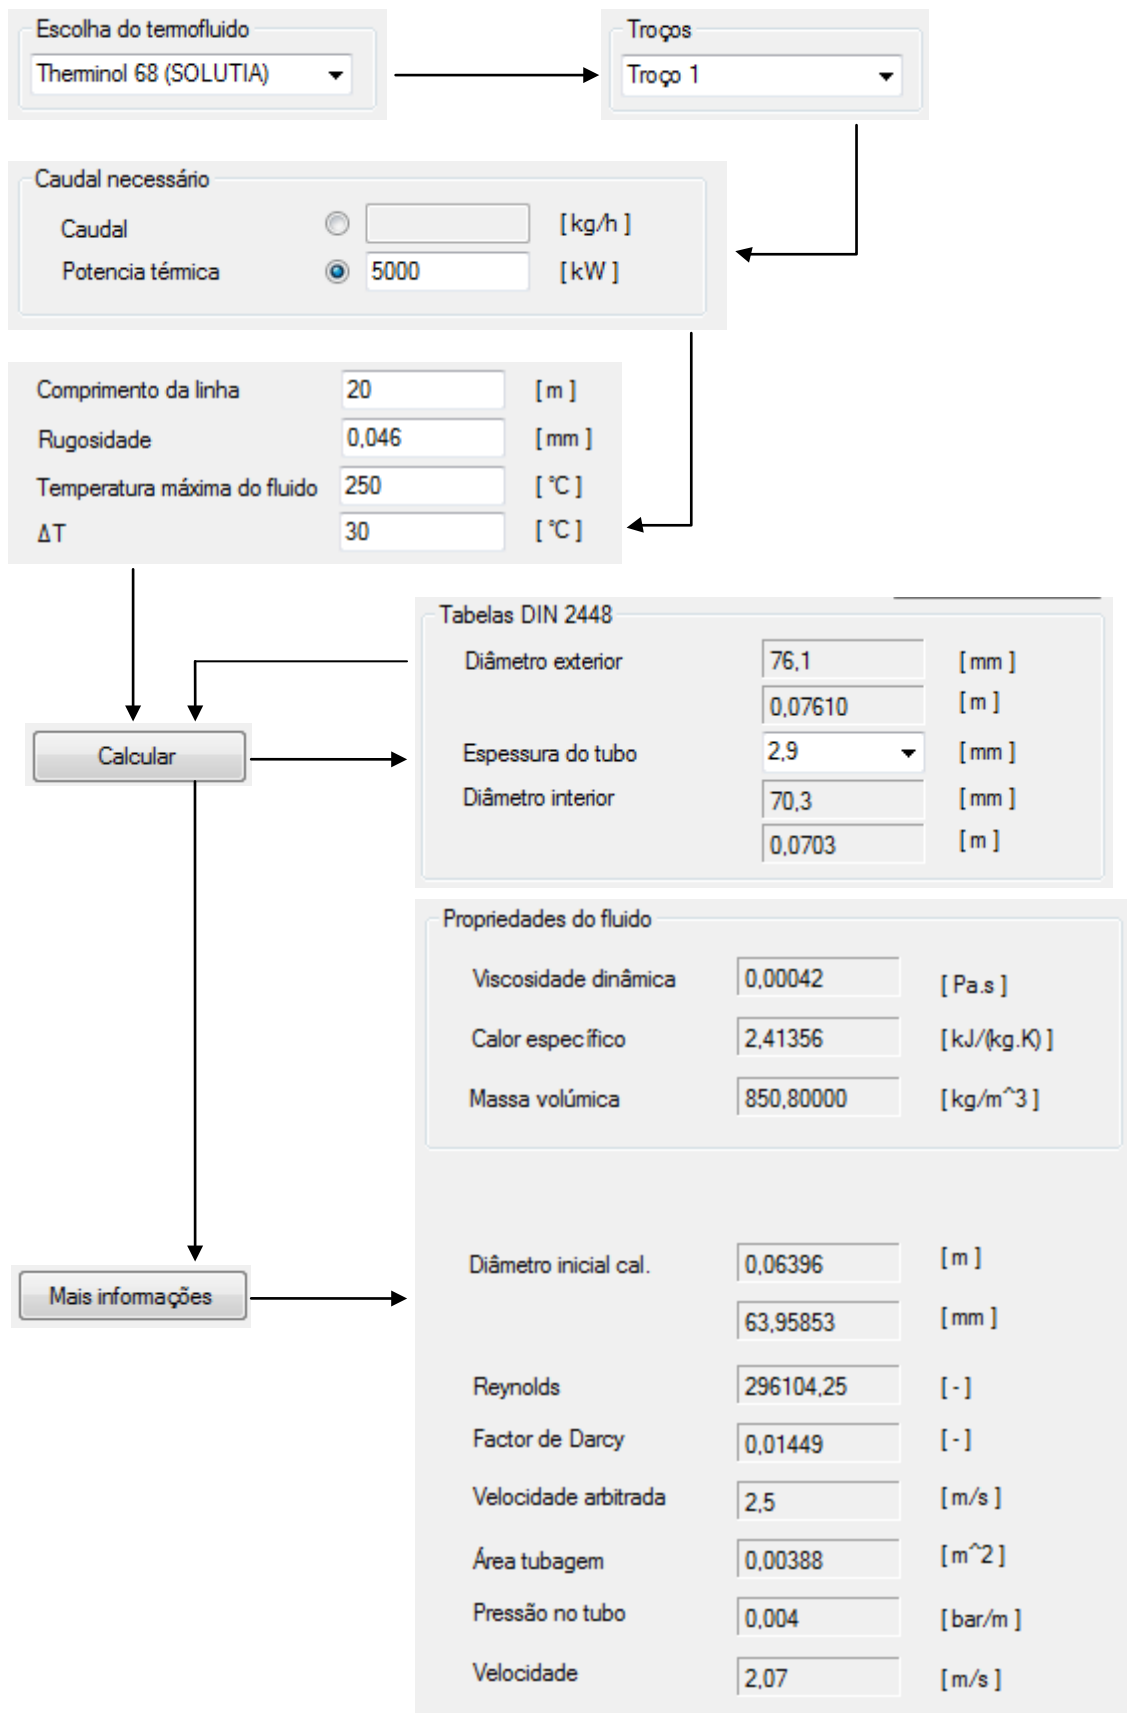 Escolha do termofluido
Therminol 68 (SOLUTIA)
Troços
Troço 1
Caudal necessário
Caudal [ kg/h ]
Potencia térmica 5000 [ kW ]
Comprimento da linha 20 [ m ]
Rugosidade 0,046 [ mm ]
Temperatura máxima do fluido 250 [ °C ]
ΔT 30 [ °C ]
Tabelas DIN 2448
Diâmetro exterior 76,1 [ mm ]
0,07610 [ m ]
Espessura do tubo 2,9 [ mm ]
Diâmetro interior 70,3 [ mm ]
0,0703 [ m ]
Calcular
Propriedades do fluido
Viscosidade dinâmica 0,00042 [ Pa.s ]
Calor específico 2,41356 [ kJ/(kg.K) ]
Massa volúmica 850,80000 [ kg/m^3 ]
Diâmetro inicial cal. 0,06396 [ m ]
63,95853 [ mm ]
Mais informações
Reynolds 296104,25 [ - ]
Factor de Darcy 0,01449 [ - ]
Velocidade arbitrada 2,5 [ m/s ]
Área tubagem 0,00388 [ m^2 ]
Pressão no tubo 0,004 [ bar/m ]
Velocidade 2,07 [ m/s ]